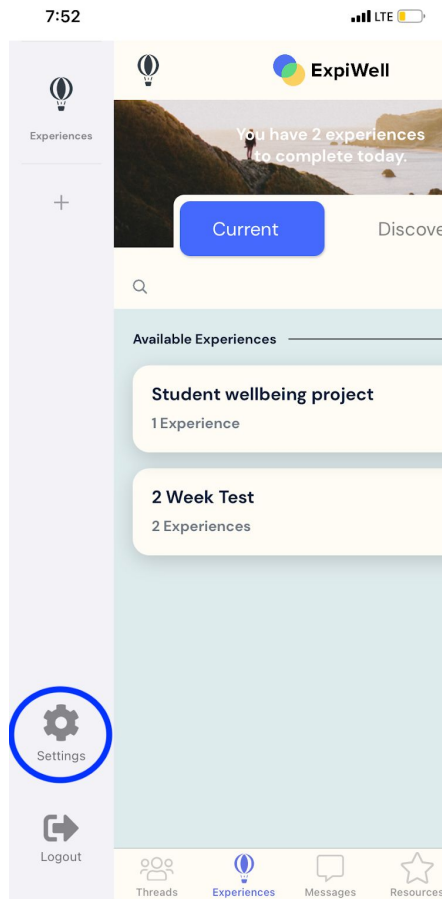 7:52
LTE
Experiences
ExpiWell
You have 2 experiences
to complete today.
Current
Discove
Available Experiences
Student wellbeing project
1 Experience
2 Week Test
2 Experiences
Settings
Logout
Threads
Experiences
Messages
Resources